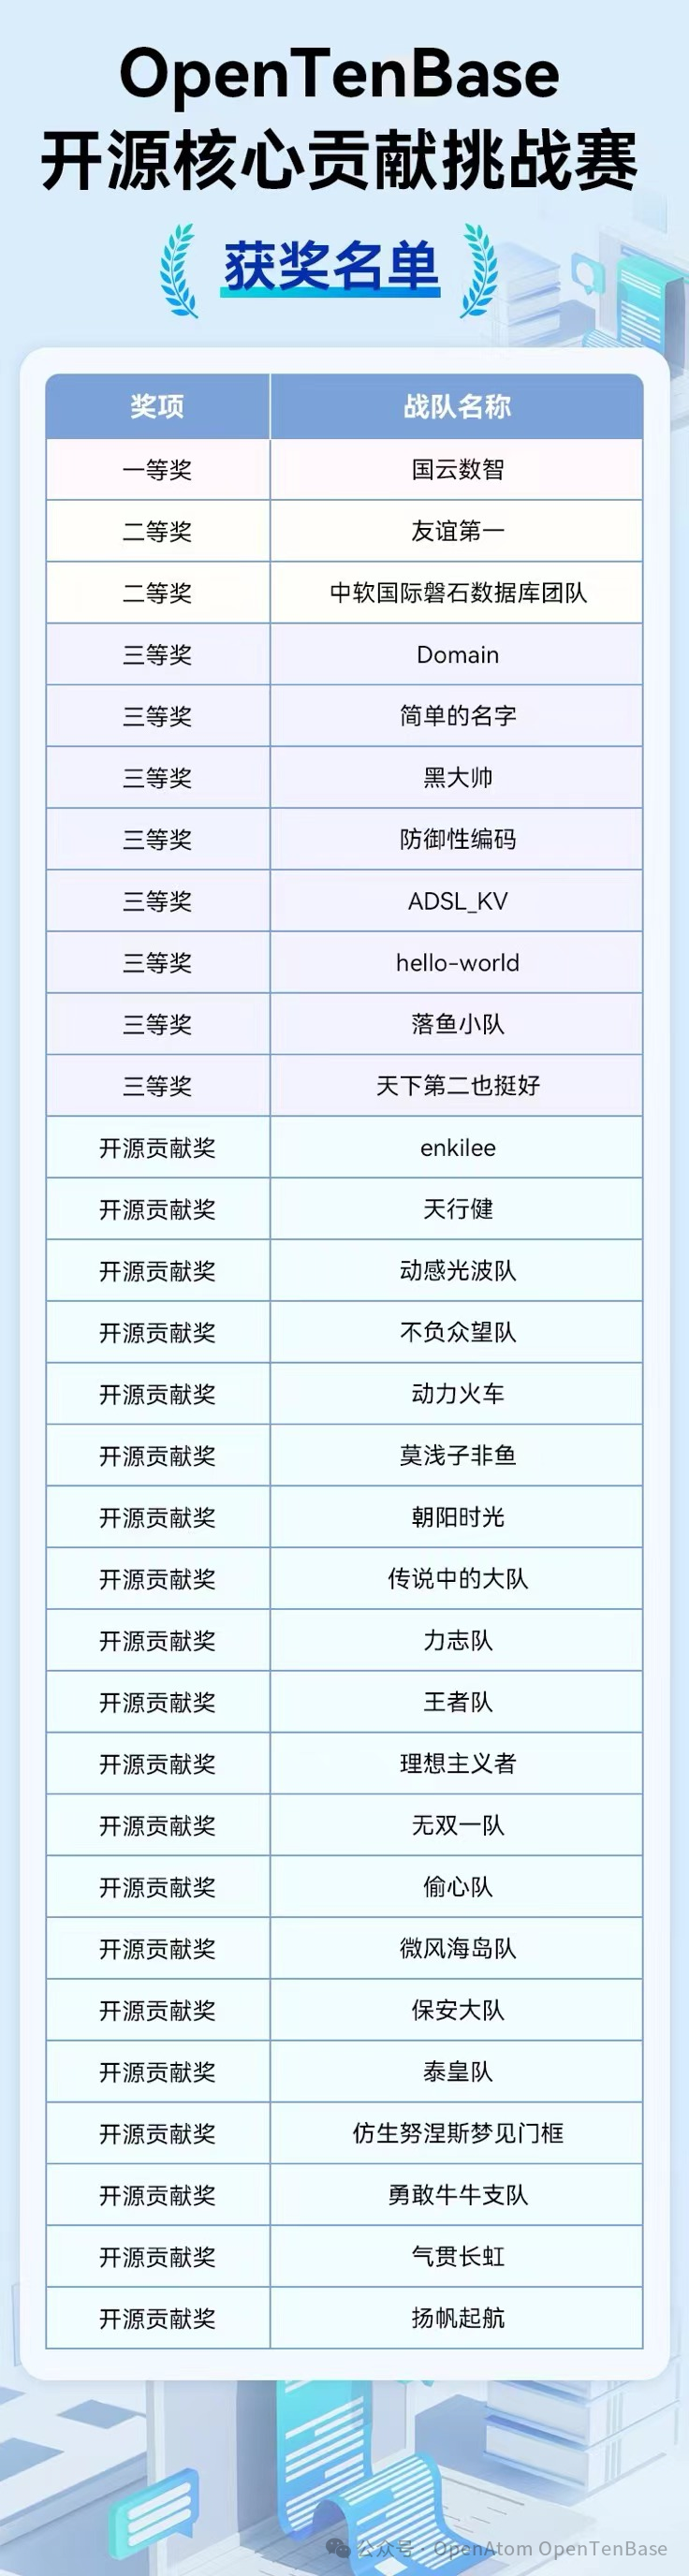 OpenTenBase
开源核心贡献挑战赛
获奖名单
奖项 战队名称
一等奖 国云数智
二等奖 友谊第一
二等奖 中软国际磐石数据库团队
三等奖 Domain
三等奖 简单的名字
三等奖 黑大帅
三等奖 防御性编码
三等奖 ADSL_KV
三等奖 hello-world
三等奖 落鱼小队
三等奖 天下第二也挺好
开源贡献奖 enkilee
开源贡献奖 天行健
开源贡献奖 动感光波队
开源贡献奖 不负众望队
开源贡献奖 动力火车
开源贡献奖 莫浅子非鱼
开源贡献奖 朝阳时光
开源贡献奖 传说中的大队
开源贡献奖 力志队
开源贡献奖 王者队
开源贡献奖 理想主义者
开源贡献奖 无双一队
开源贡献奖 偷心队
开源贡献奖 微风海岛队
开源贡献奖 保安大队
开源贡献奖 泰皇队
开源贡献奖 仿生努涅斯梦见门框
开源贡献奖 勇敢牛牛支队
开源贡献奖 气贯长虹
开源贡献奖 扬帆起航
公众号 · OpenAtom OpenTenBase